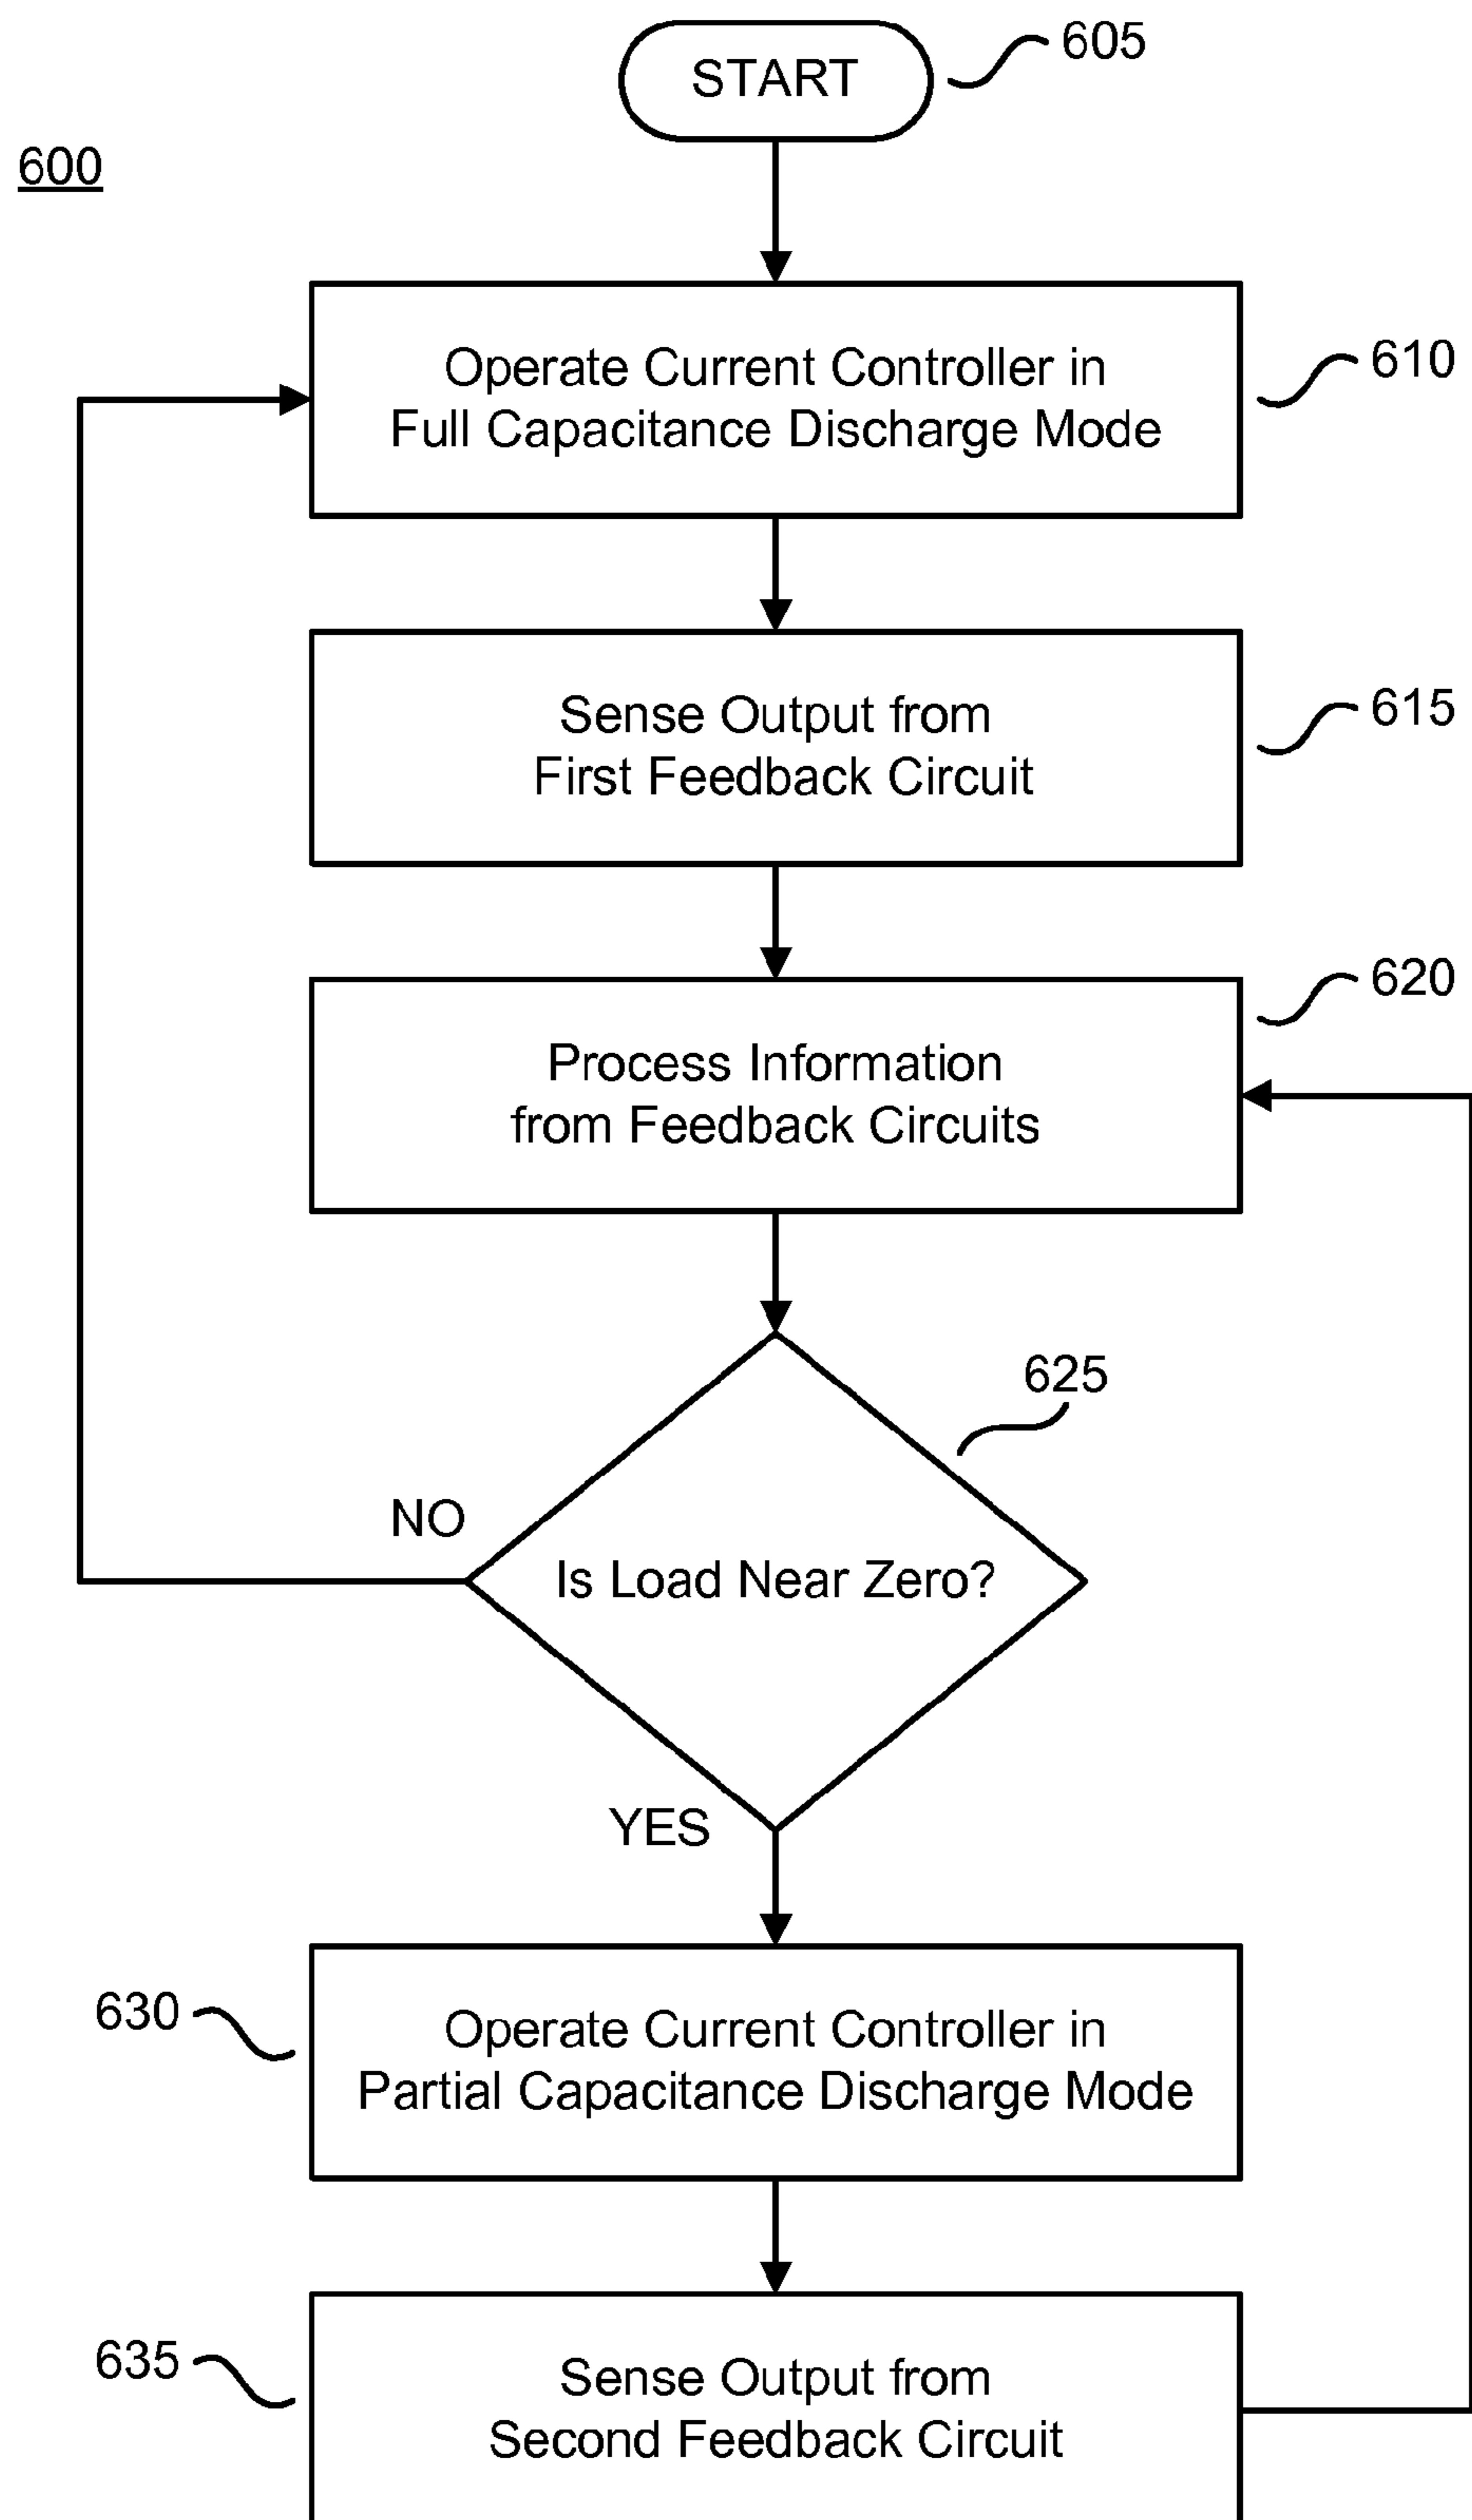 START
605
600
Operate Current Controller in
Full Capacitance Discharge Mode
610
Sense Output from
First Feedback Circuit
615
620
Process Information
from Feedback Circuits
625
NO
Is Load Near Zero?
YES
630
Operate Current Controller in
Partial Capacitance Discharge Mode
635
Sense Output from
Second Feedback Circuit